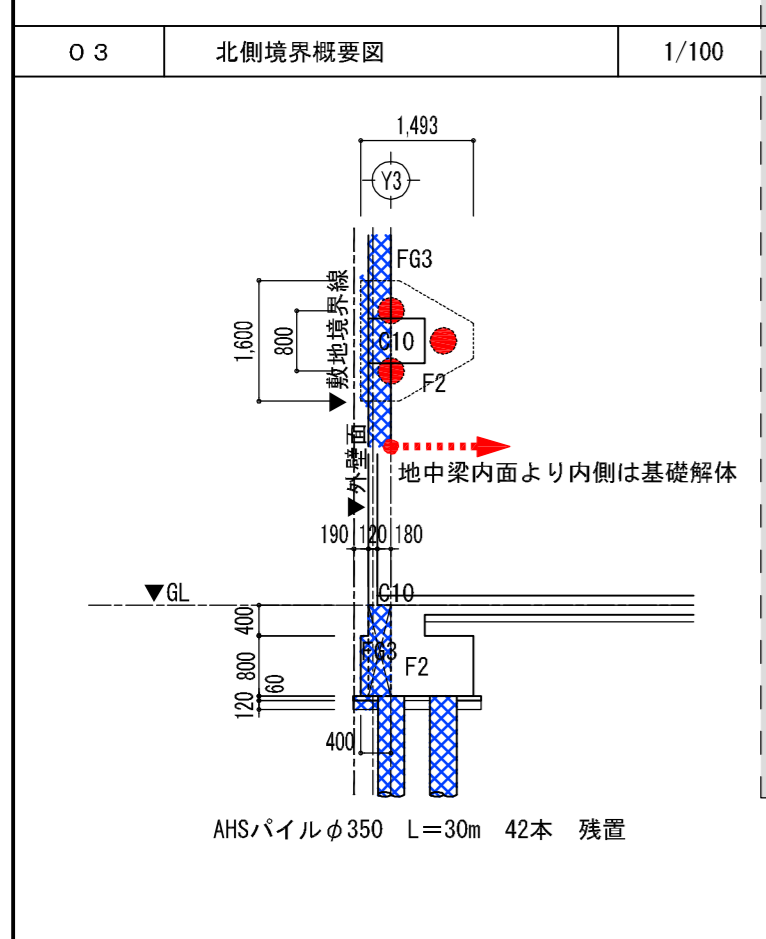 03 北側境界概要図 1/100
1,493
Y3
FG3
1,600
800
▼敷地境界線
C10
F2
▼外壁面
地中梁内面より内側は基礎解体
190 120 180
▼GL
C10
400
FG3
F2
800
60
120
400
AHSパイルφ350 L=30m 42本 残置